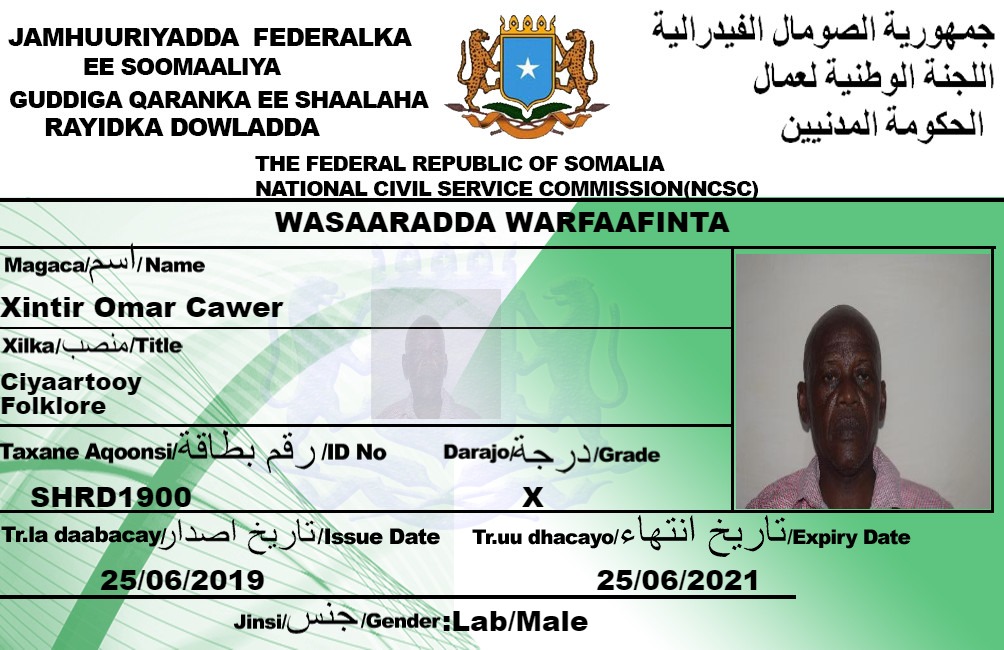 JAMHUURIYADDA FEDERALKA
EE SOOMAALIYA
GUDDIGA QARANKA EE SHAALAHA
RAYIDKA DOWLADDA
جمهورية الصومال الفيدرالية
اللجنة الوطنية لعمال
الحكومة المدنيين
THE FEDERAL REPUBLIC OF SOMALIA
NATIONAL CIVIL SERVICE COMMISSION(NCSC)
WASAARADDA WARFAAFINTA
Magaca/اسم/Name
Xintir Omar Cawer
Xilka/منصب/Title
Ciyaartooy
Folklore
Taxane Aqoonsi/رقم بطاقة/ID No
Darajo/درجة/Grade
SHRD1900
X
Tr.la daabacay/تاريخ اصدار/Issue Date
Tr.uu dhacayo/تاريخ انتهاء/Expiry Date
25/06/2019
25/06/2021
Jinsi/جنس/Gender:Lab/Male